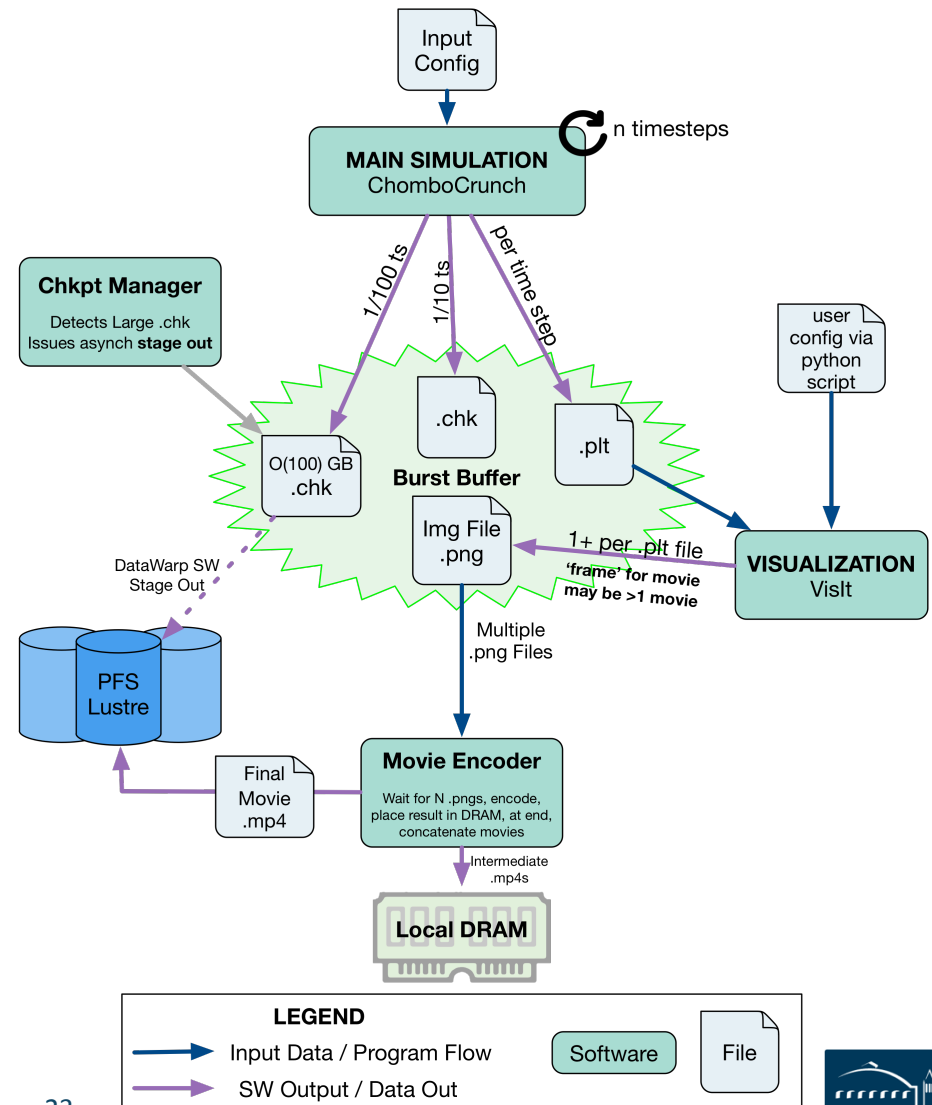 Input
Config
n timesteps
MAIN SIMULATION
ChomboCrunch
1/100 ts
1/10 ts
per time step
Chkpt Manager
Detects Large .chk
Issues asynch stage out
user
config via
python
script
.chk
.plt
O(100) GB
.chk
Burst Buffer
Img File
.png
1+ per .plt file
‘frame’ for movie
may be >1 movie
VISUALIZATION
VisIt
DataWarp SW
Stage Out
Multiple
.png Files
PFS
Lustre
Movie Encoder
Wait for N .pngs, encode,
place result in DRAM, at end,
concatenate movies
Final
Movie
.mp4
Intermediate
.mp4s
Local DRAM
LEGEND
Input Data / Program Flow
Software
File
SW Output / Data Out